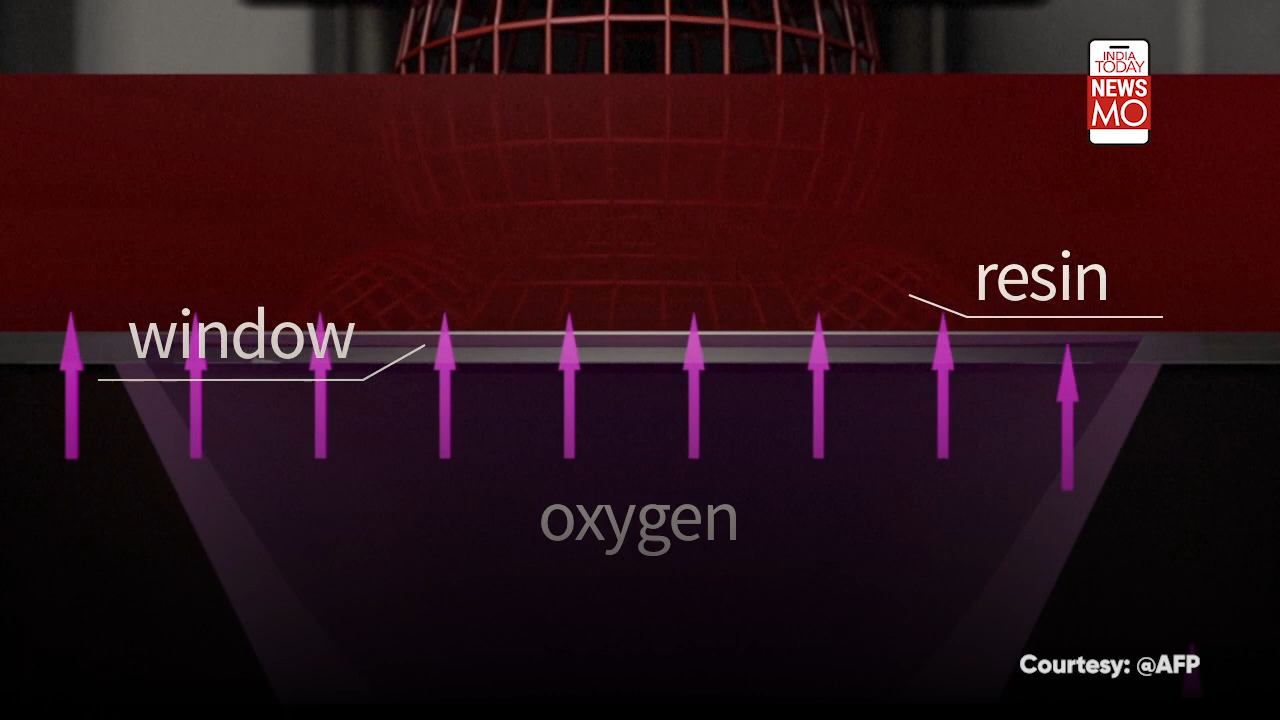 INDIA
TODAY
NEWS
MO
resin
window
oxygen
Courtesy: @AFP